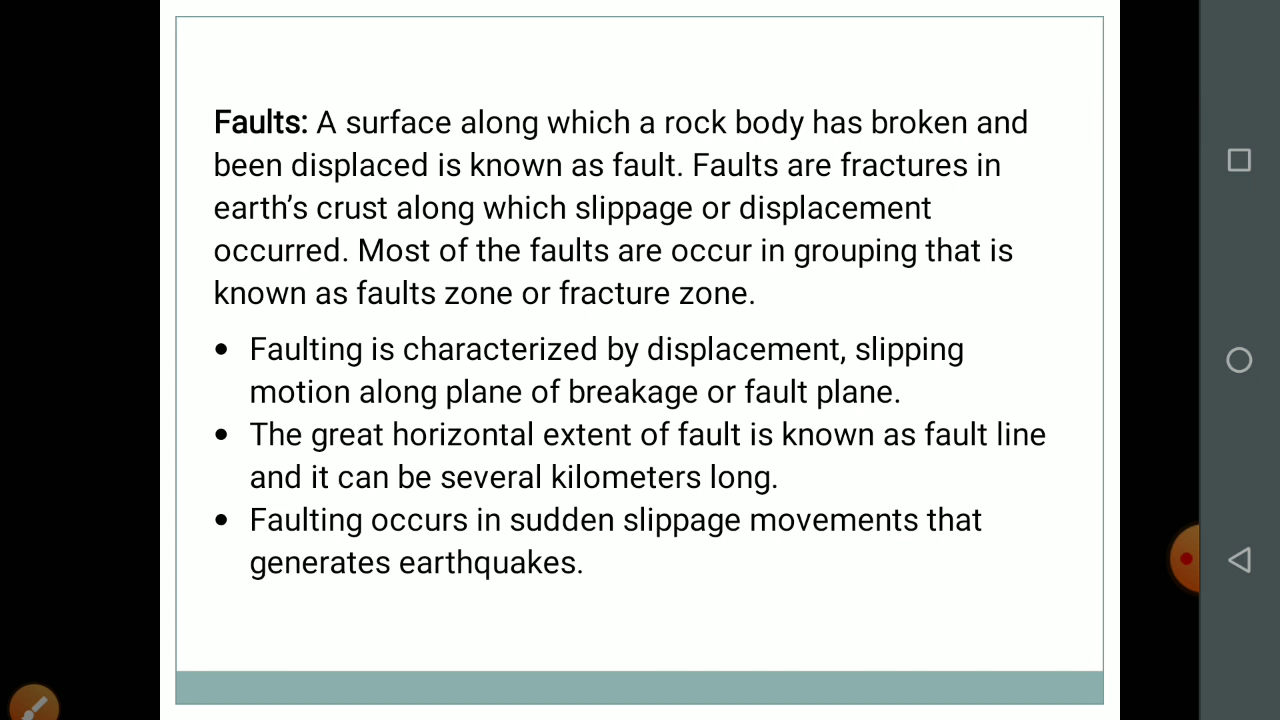 Faults: A surface along which a rock body has broken and
been displaced is known as fault. Faults are fractures in
earth’s crust along which slippage or displacement
occurred. Most of the faults are occur in grouping that is
known as faults zone or fracture zone.
• Faulting is characterized by displacement, slipping
motion along plane of breakage or fault plane.
• The great horizontal extent of fault is known as fault line
and it can be several kilometers long.
• Faulting occurs in sudden slippage movements that
generates earthquakes.